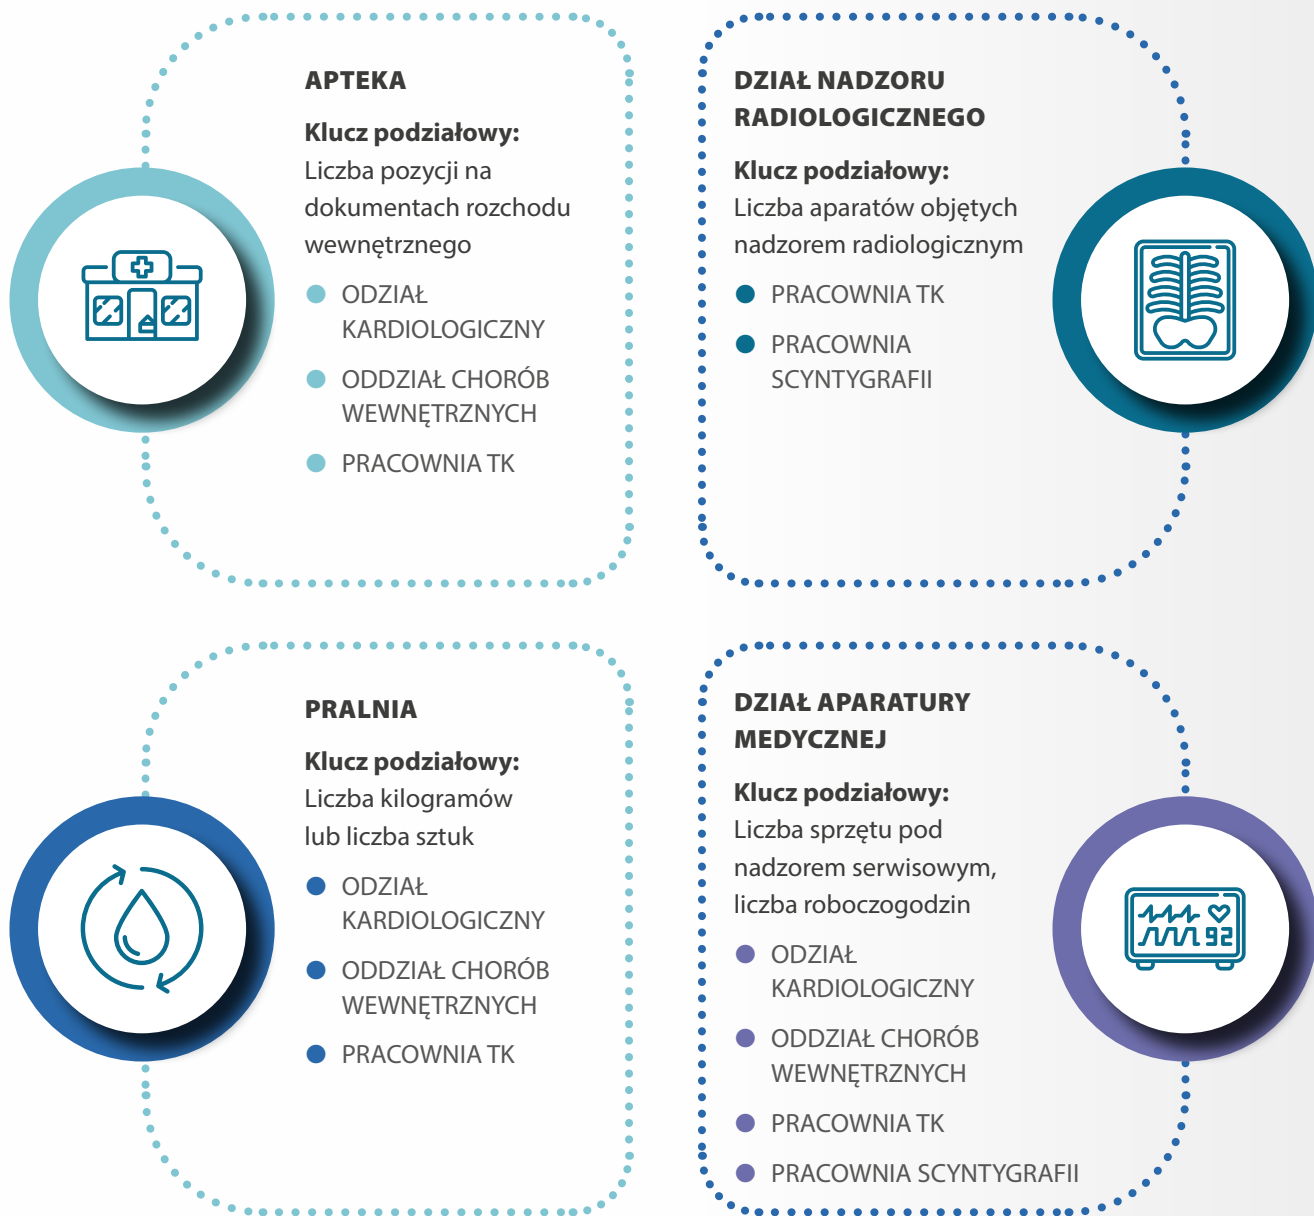 APTEKA
Klucz podziałowy:
Liczba pozycji na
dokumentach rozchodu
wewnętrznego
ODZIAŁ
KARDIOLOGICZNY
ODDZIAŁ CHORÓB
WEWNĘTRZNYCH
PRACOWNIA TK
DZIAŁ NADZORU
RADIOLOGICZNEGO
Klucz podziałowy:
Liczba aparatów objętych
nadzorem radiologicznym
PRACOWNIA TK
PRACOWNIA
SCYNTYGRAFII
PRALNIA
Klucz podziałowy:
Liczba kilogramów
lub liczba sztuk
ODZIAŁ
KARDIOLOGICZNY
ODDZIAŁ CHORÓB
WEWNĘTRZNYCH
PRACOWNIA TK
DZIAŁ APARATURY
MEDYCZNEJ
Klucz podziałowy:
Liczba sprzętu pod
nadzorem serwisowym,
liczba roboczogodzin
ODZIAŁ
KARDIOLOGICZNY
ODDZIAŁ CHORÓB
WEWNĘTRZNYCH
PRACOWNIA TK
PRACOWNIA SCYNTYGRAFII
92